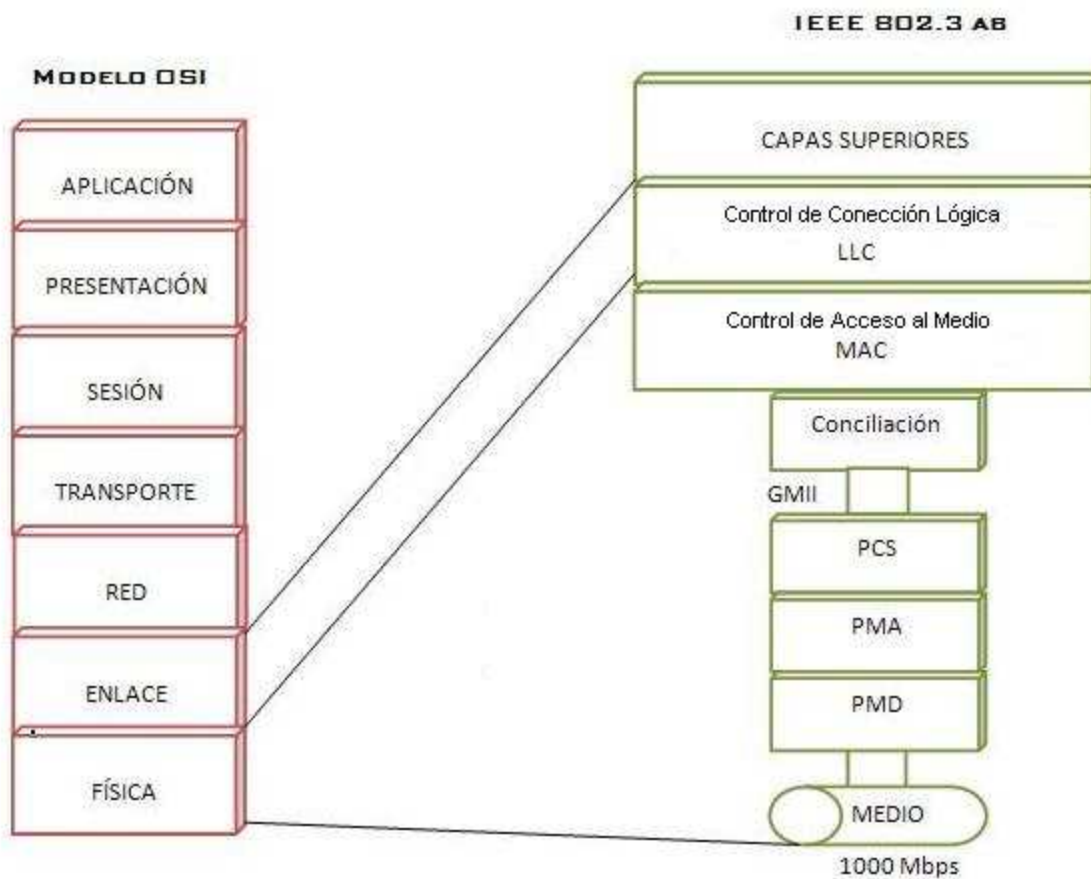 IEEE 802.3 AB
MODELO OSI
APLICACIÓN
PRESENTACIÓN
SESIÓN
TRANSPORTE
RED
ENLACE
FÍSICA
CAPAS SUPERIORES
Control de Conección Lógica
LLC
Control de Acceso al Medio
MAC
Conciliación
GMII
PCS
PMA
PMD
MEDIO
1000 Mbps